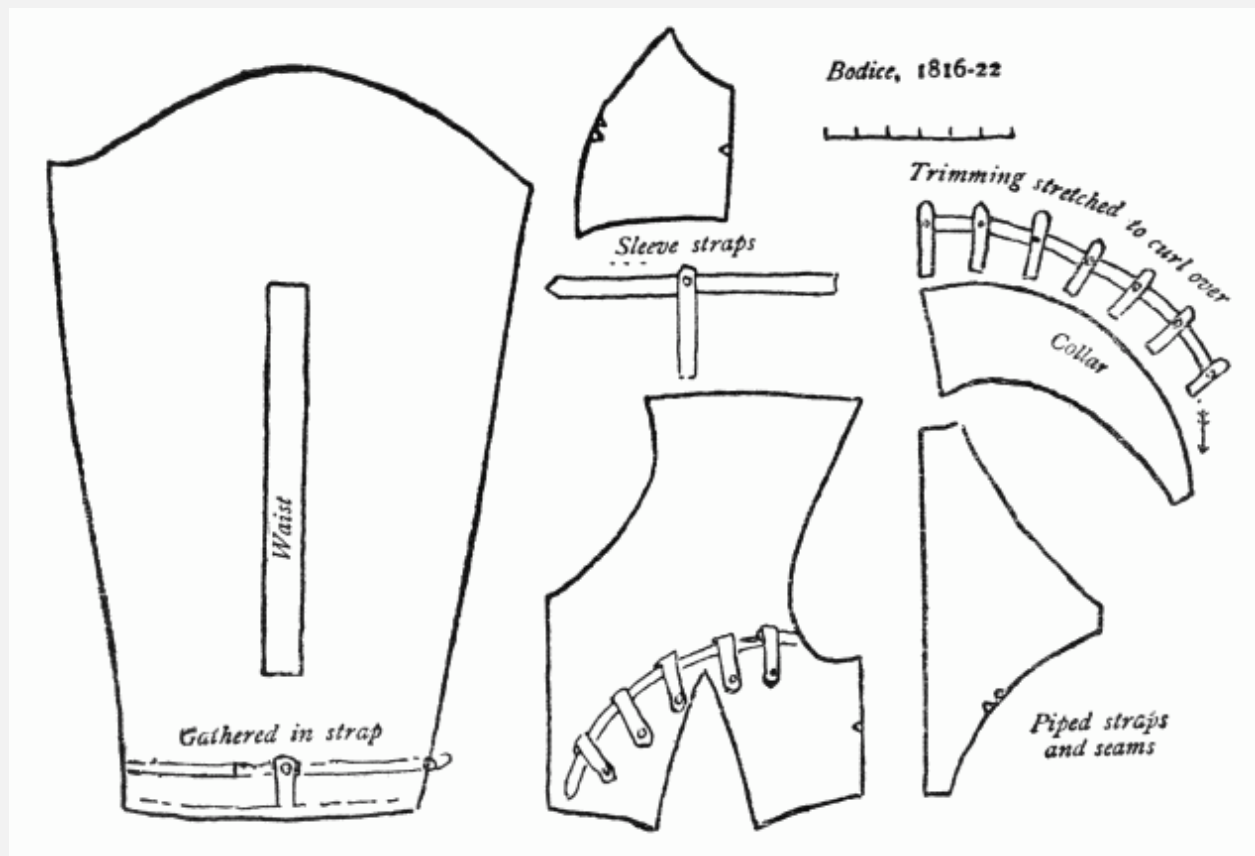 Bodice, 1816-22
Trimming stretched to curl over
Sleeve straps
Collar
Waist
Gathered in strap
Piped straps
and seams